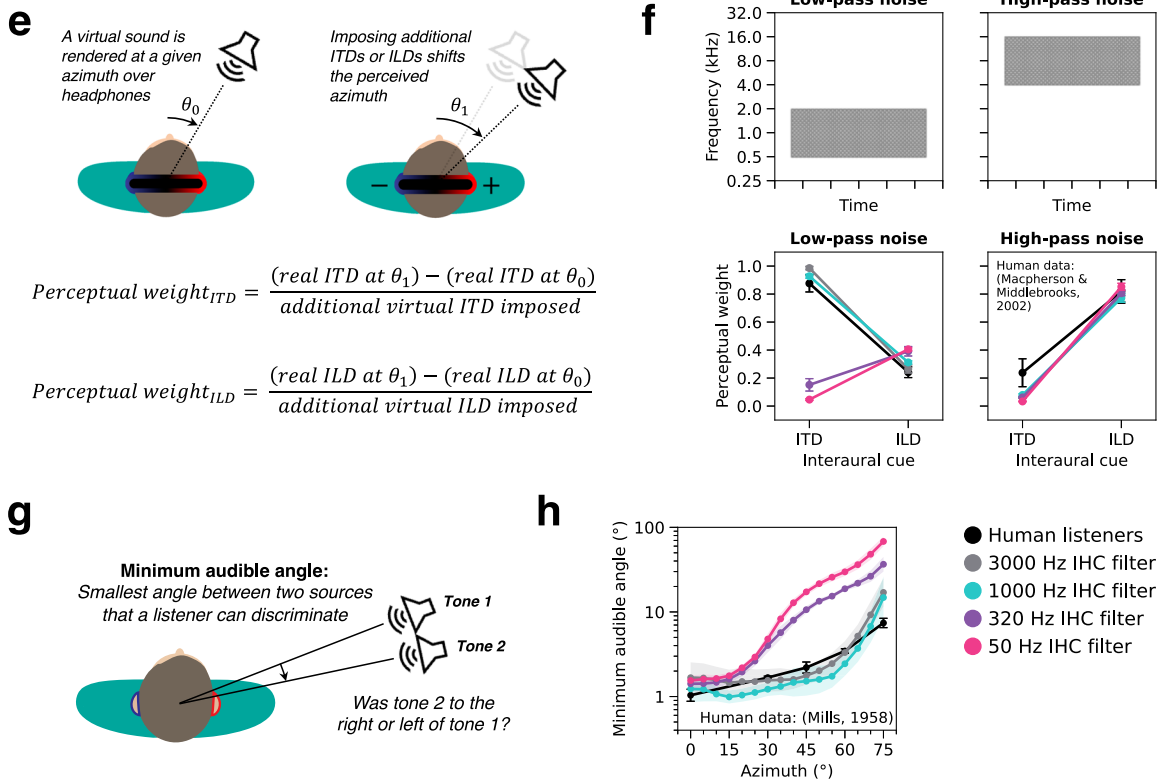 e
A virtual sound is
rendered at a given
azimuth over
headphones
θ0
Imposing additional
ITDs or ILDs shifts
the perceived
azimuth
θ1
− +
Perceptual weight_ITD = (real ITD at θ1) − (real ITD at θ0) / additional virtual ITD imposed
Perceptual weight_ILD = (real ILD at θ1) − (real ILD at θ0) / additional virtual ILD imposed
f
Low-pass noise
High-pass noise
Frequency (kHz)
32.0
16.0
8.0
4.0
2.0
1.0
0.5
0.25
Time
Time
Low-pass noise
High-pass noise
Perceptual weight
1.0
0.8
0.6
0.4
0.2
0.0
ITD ILD
Interaural cue
Human data:
(Macpherson &
Middlebrooks,
2002)
ITD ILD
Interaural cue
g
Minimum audible angle:
Smallest angle between two sources
that a listener can discriminate
Tone 1
Tone 2
Was tone 2 to the
right or left of tone 1?
h
Minimum audible angle (°)
100
10
1
Human data: (Mills, 1958)
0 15 30 45 60 75
Azimuth (°)
Human listeners
3000 Hz IHC filter
1000 Hz IHC filter
320 Hz IHC filter
50 Hz IHC filter